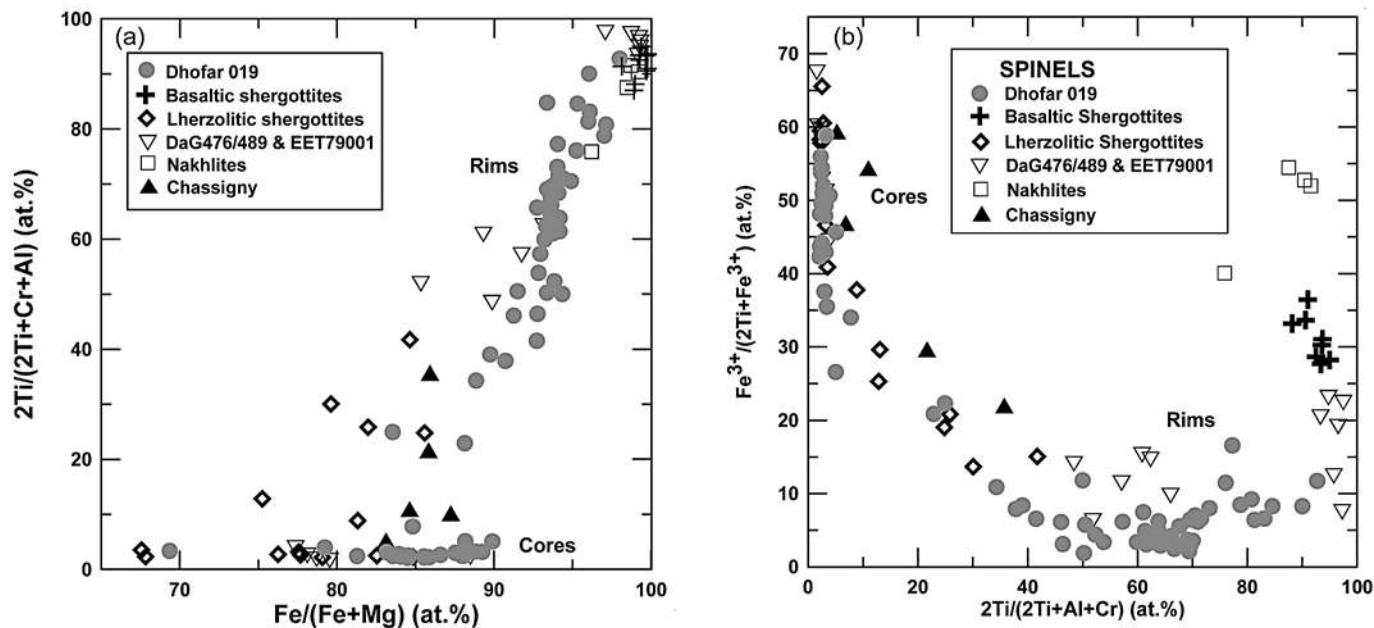 (a)
100
80
60
40
20
0
2Ti/(2Ti+Cr+Al) (at.%)
Dhofar 019
Basaltic shergottites
Lherzolitic shergottites
DaG476/489 & EET79001
Nakhlites
Chassigny
Rims
Cores
70
80
90
100
Fe/(Fe+Mg) (at.%)
(b)
70
60
50
40
30
20
10
0
Fe³⁺/(2Ti+Fe³⁺) (at.%)
SPINELS
Dhofar 019
Basaltic Shergottites
Lherzolitic Shergottites
DaG476/489 & EET79001
Nakhlites
Chassigny
Cores
Rims
0
20
40
60
80
100
2Ti/(2Ti+Al+Cr) (at.%)